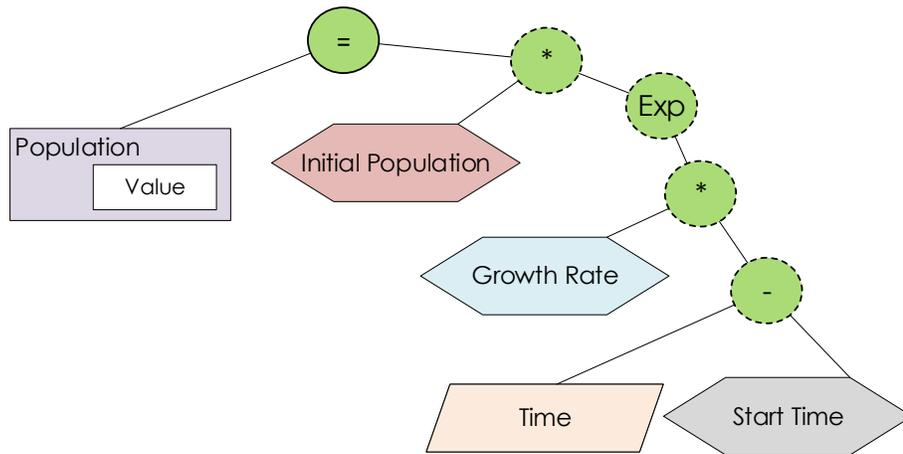 =
*
Exp
Population
Value
Initial Population
*
Growth Rate
-
Time
Start Time